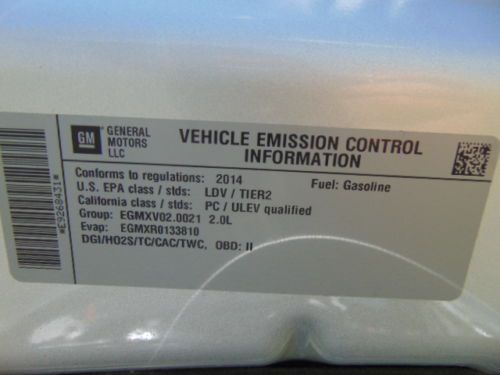 GM GENERAL MOTORS LLC
VEHICLE EMISSION CONTROL
INFORMATION
Conforms to regulations: 2014 Fuel: Gasoline
U.S. EPA class / stds: LDV / TIER2
California class / stds: PC / ULEV qualified
Group: EGMXV02.0021 2.0L
Evap: EGMXR0133810
DGI/HO2S/TC/CAC/TWC, OBD: II
*E9268431*